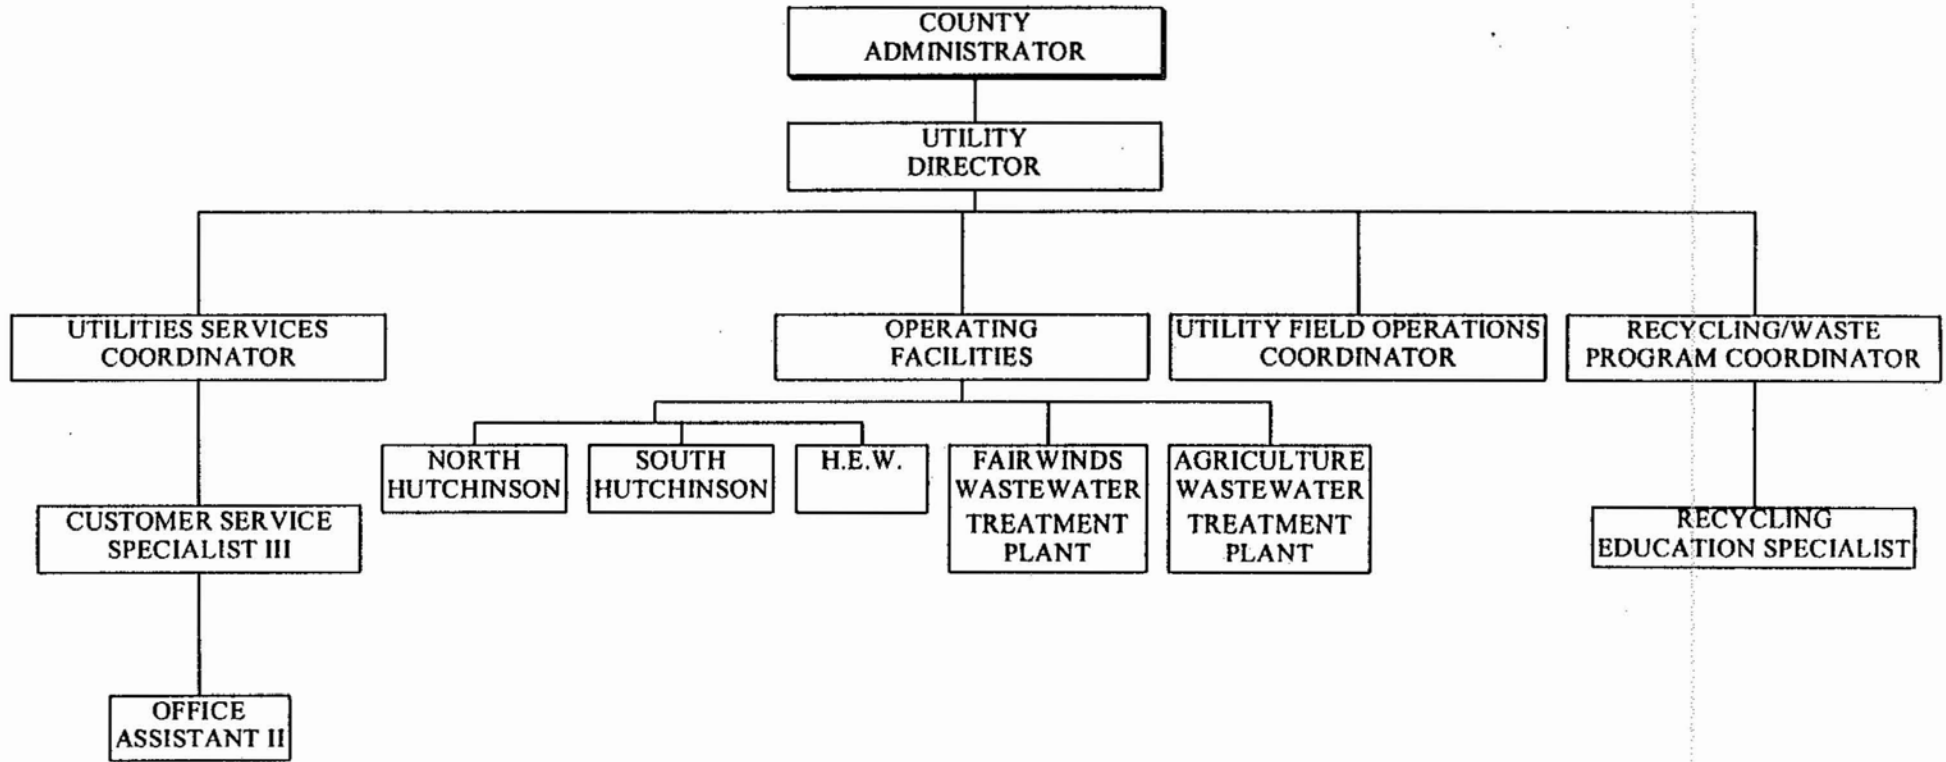 COUNTY
ADMINISTRATOR
UTILITY
DIRECTOR
UTILITIES SERVICES
COORDINATOR
OPERATING
FACILITIES
UTILITY FIELD OPERATIONS
COORDINATOR
RECYCLING/WASTE
PROGRAM COORDINATOR
NORTH
HUTCHINSON
SOUTH
HUTCHINSON
H.E.W.
FAIRWINDS
WASTEWATER
TREATMENT
PLANT
AGRICULTURE
WASTEWATER
TREATMENT
PLANT
CUSTOMER SERVICE
SPECIALIST III
RECYCLING
EDUCATION SPECIALIST
OFFICE
ASSISTANT II